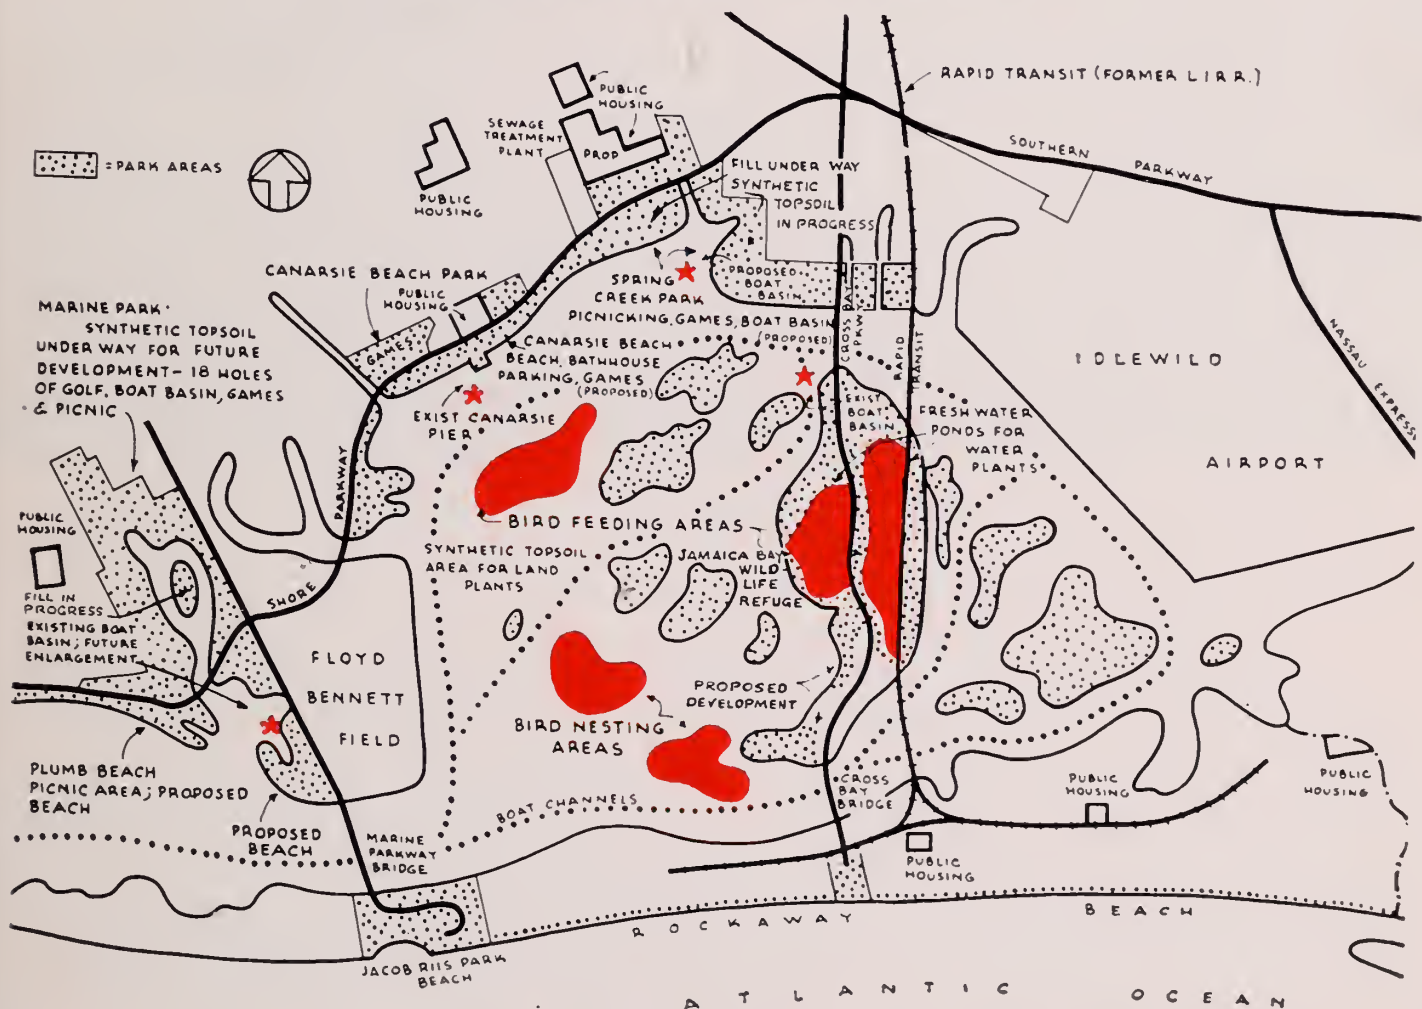 RAPID TRANSIT (FORMER L I R R.)
PUBLIC
HOUSING
SEWAGE
TREATMENT
PLANT
PROP
= PARK AREAS
PUBLIC
HOUSING
FILL UNDER WAY
SYNTHETIC
TOPSOIL
IN PROGRESS
SOUTHERN PARKWAY
CANARSIE BEACH PARK
PUBLIC
HOUSING
GAMES
SPRING
CREEK PARK
PICNICKING, GAMES, BOAT BASIN
(PROPOSED)
PROPOSED
BOAT
BASIN
CROSS BAY
PKWAY
RAPID
TRANSIT
NASSAU EXPRESS
IDLEWILD
AIRPORT
MARINE PARK·
SYNTHETIC TOPSOIL
UNDER WAY FOR FUTURE
DEVELOPMENT- 18 HOLES
OF GOLF, BOAT BASIN, GAMES
& PICNIC
CANARSIE BEACH
BEACH, BATHHOUSE
PARKING, GAMES
(PROPOSED)
EXIST CANARSIE
PIER
EXIST
BOAT
BASIN
FRESH WATER
PONDS FOR
WATER
PLANTS
SHORE PARKWAY
BIRD FEEDING AREAS
SYNTHETIC TOPSOIL
AREA FOR LAND
PLANTS
JAMAICA BAY
WILD-
LIFE
REFUGE
PUBLIC
HOUSING
FILL IN
PROGRESS
EXISTING BOAT
BASIN; FUTURE
ENLARGEMENT
FLOYD
BENNETT
FIELD
PROPOSED
DEVELOPMENT
BIRD NESTING
AREAS
PLUMB BEACH
PICNIC AREA; PROPOSED
BEACH
PROPOSED
BEACH
BOAT CHANNELS
CROSS
BAY
BRIDGE
PUBLIC
HOUSING
PUBLIC
HOUSING
MARINE
PARKWAY
BRIDGE
PUBLIC
HOUSING
ROCKAWAY BEACH
JACOB RIIS PARK
BEACH
ATLANTIC OCEAN